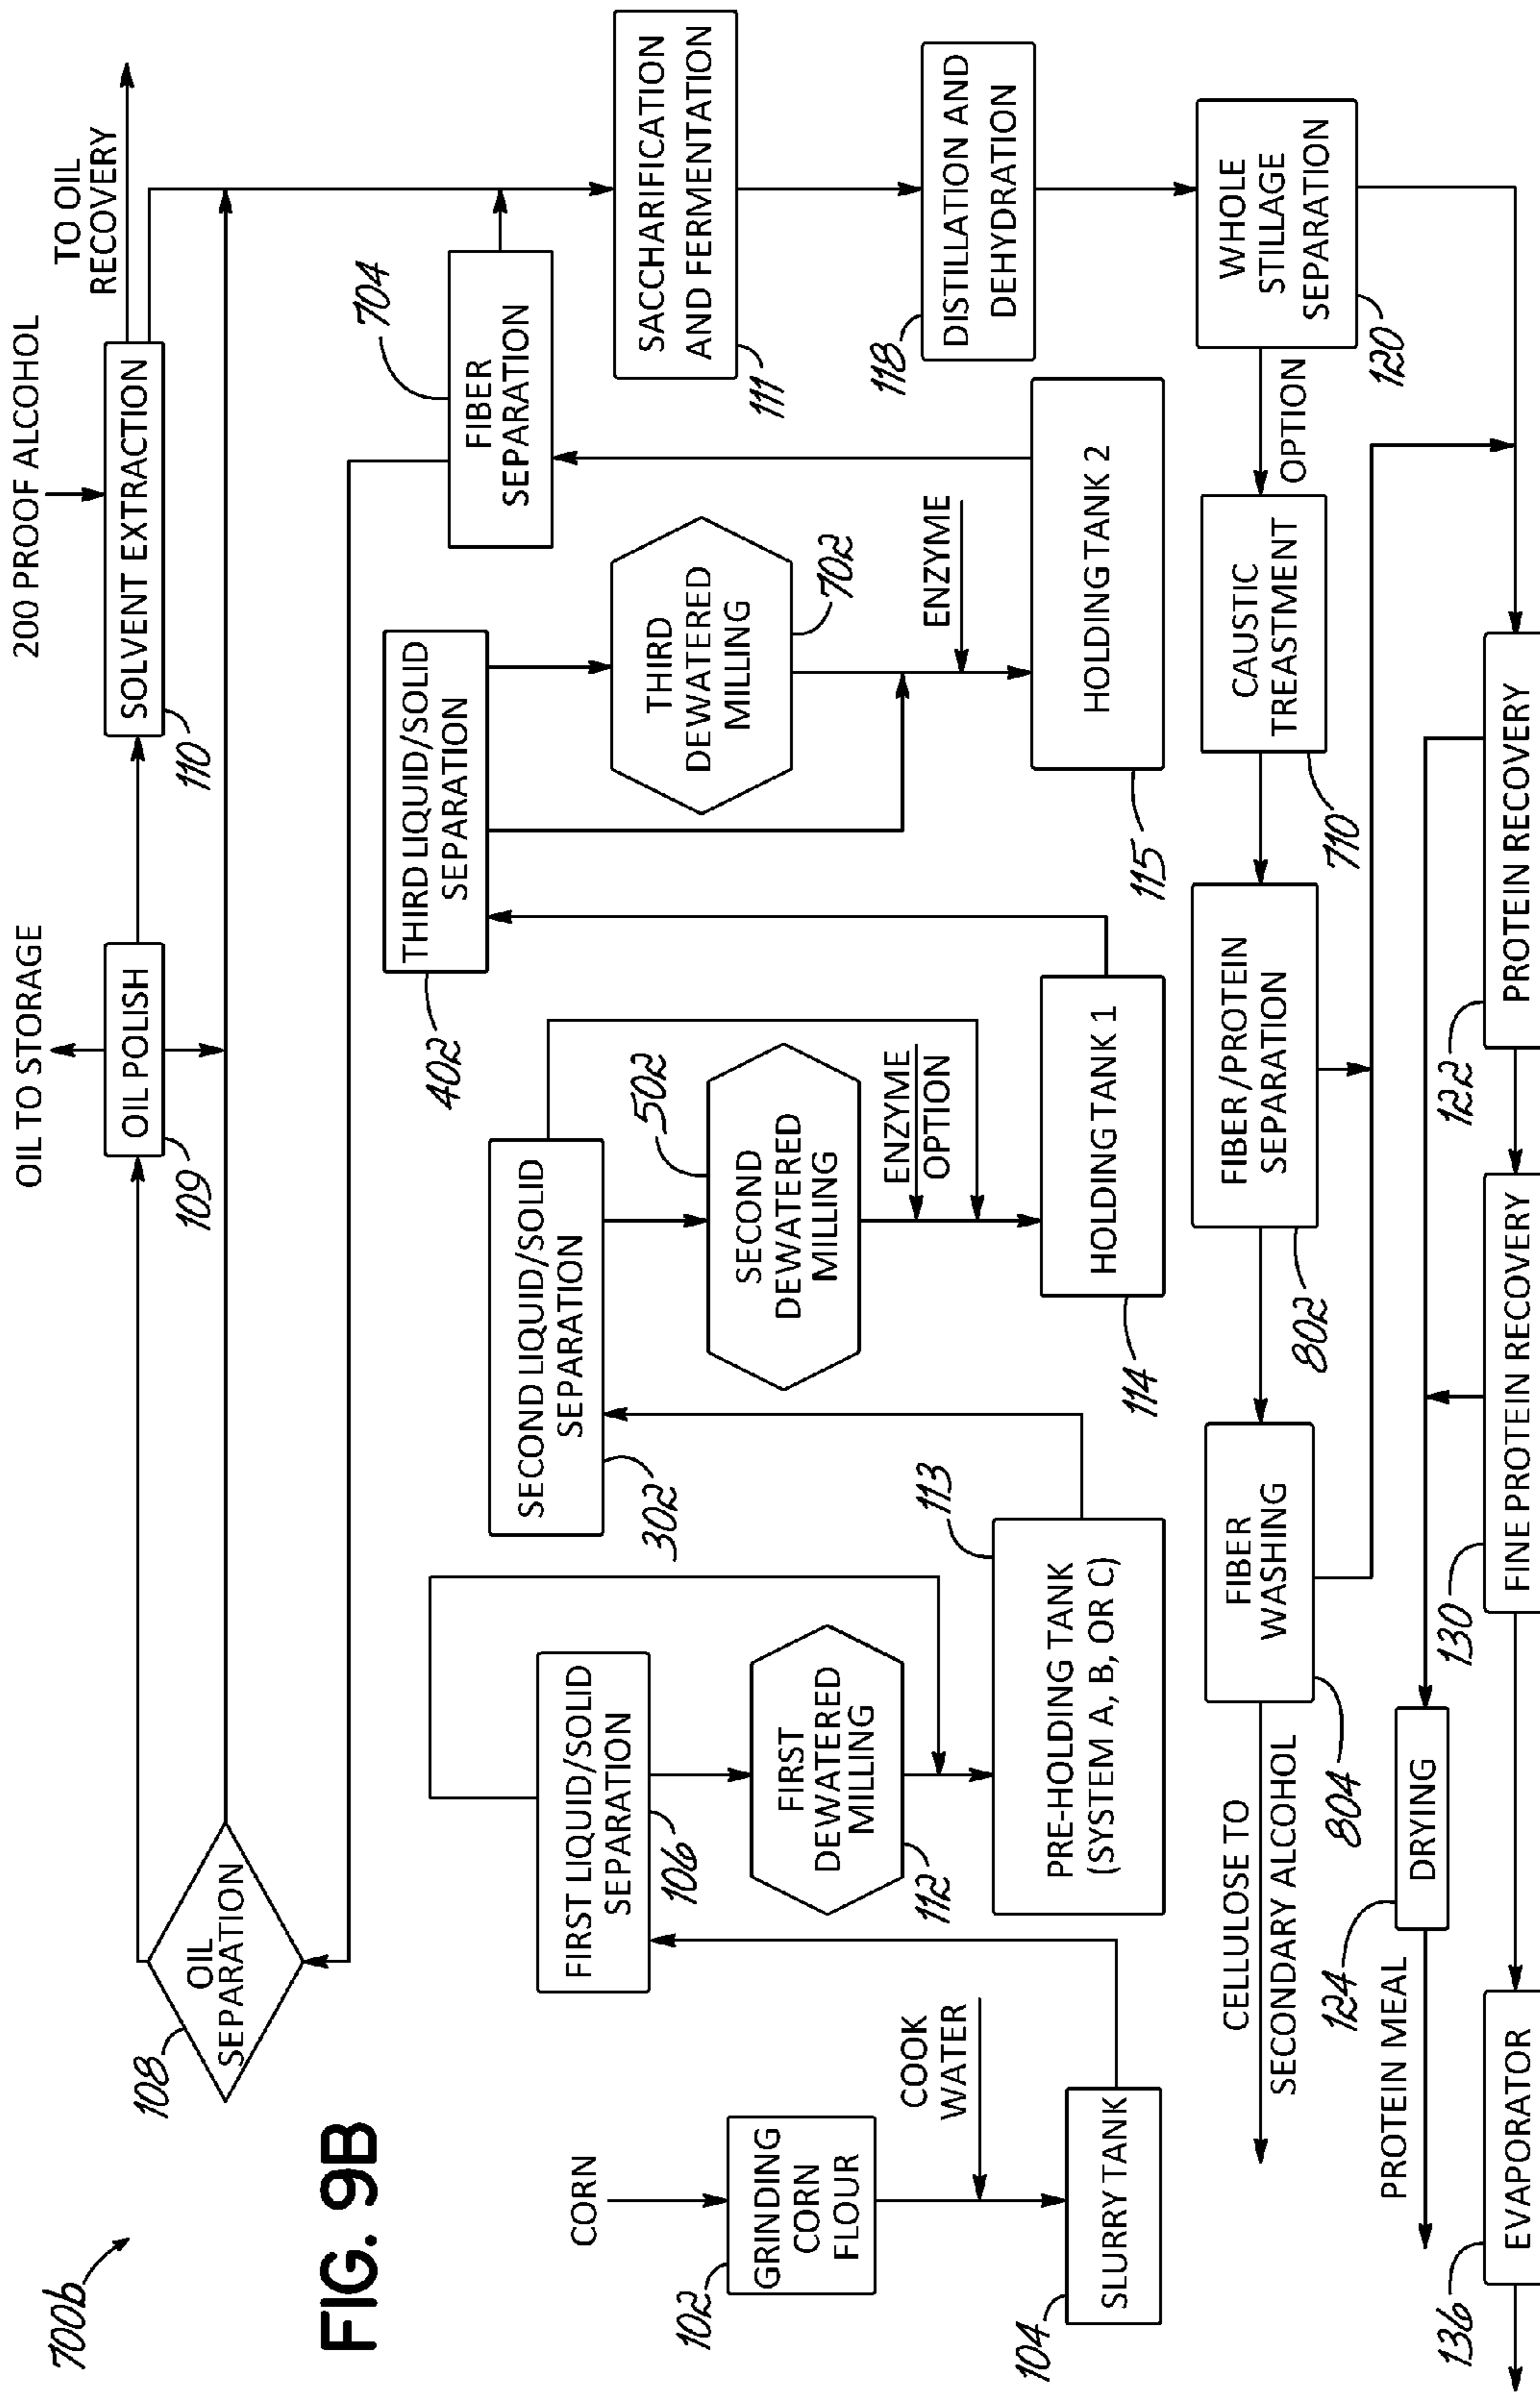 700b
FIG. 9B
108
OIL
SEPARATION
OIL TO STORAGE
OIL POLISH
109
200 PROOF ALCOHOL
SOLVENT EXTRACTION
110
TO OIL
RECOVERY
CORN
GRINDING
CORN
FLOUR
102
COOK
WATER
SLURRY TANK
104
FIRST LIQUID/SOLID
SEPARATION
106
FIRST
DEWATERED
MILLING
112
PRE-HOLDING TANK
(SYSTEM A, B, OR C)
113
SECOND LIQUID/SOLID
SEPARATION
302
SECOND
DEWATERED
MILLING
502
ENZYME
OPTION
HOLDING TANK 1
114
THIRD LIQUID/SOLID
SEPARATION
402
THIRD
DEWATERED
MILLING
702
ENZYME
HOLDING TANK 2
115
FIBER
SEPARATION
704
SACCHARIFICATION
AND FERMENTATION
111
DISTILLATION AND
DEHYDRATION
118
WHOLE
STILLAGE
SEPARATION
120
OPTION
CAUSTIC
TREASTMENT
710
FIBER/PROTEIN
SEPARATION
802
FIBER
WASHING
804
CELLULOSE TO
SECONDARY ALCOHOL
PROTEIN RECOVERY
122
FINE PROTEIN RECOVERY
130
DRYING
124
PROTEIN MEAL
EVAPORATOR
136